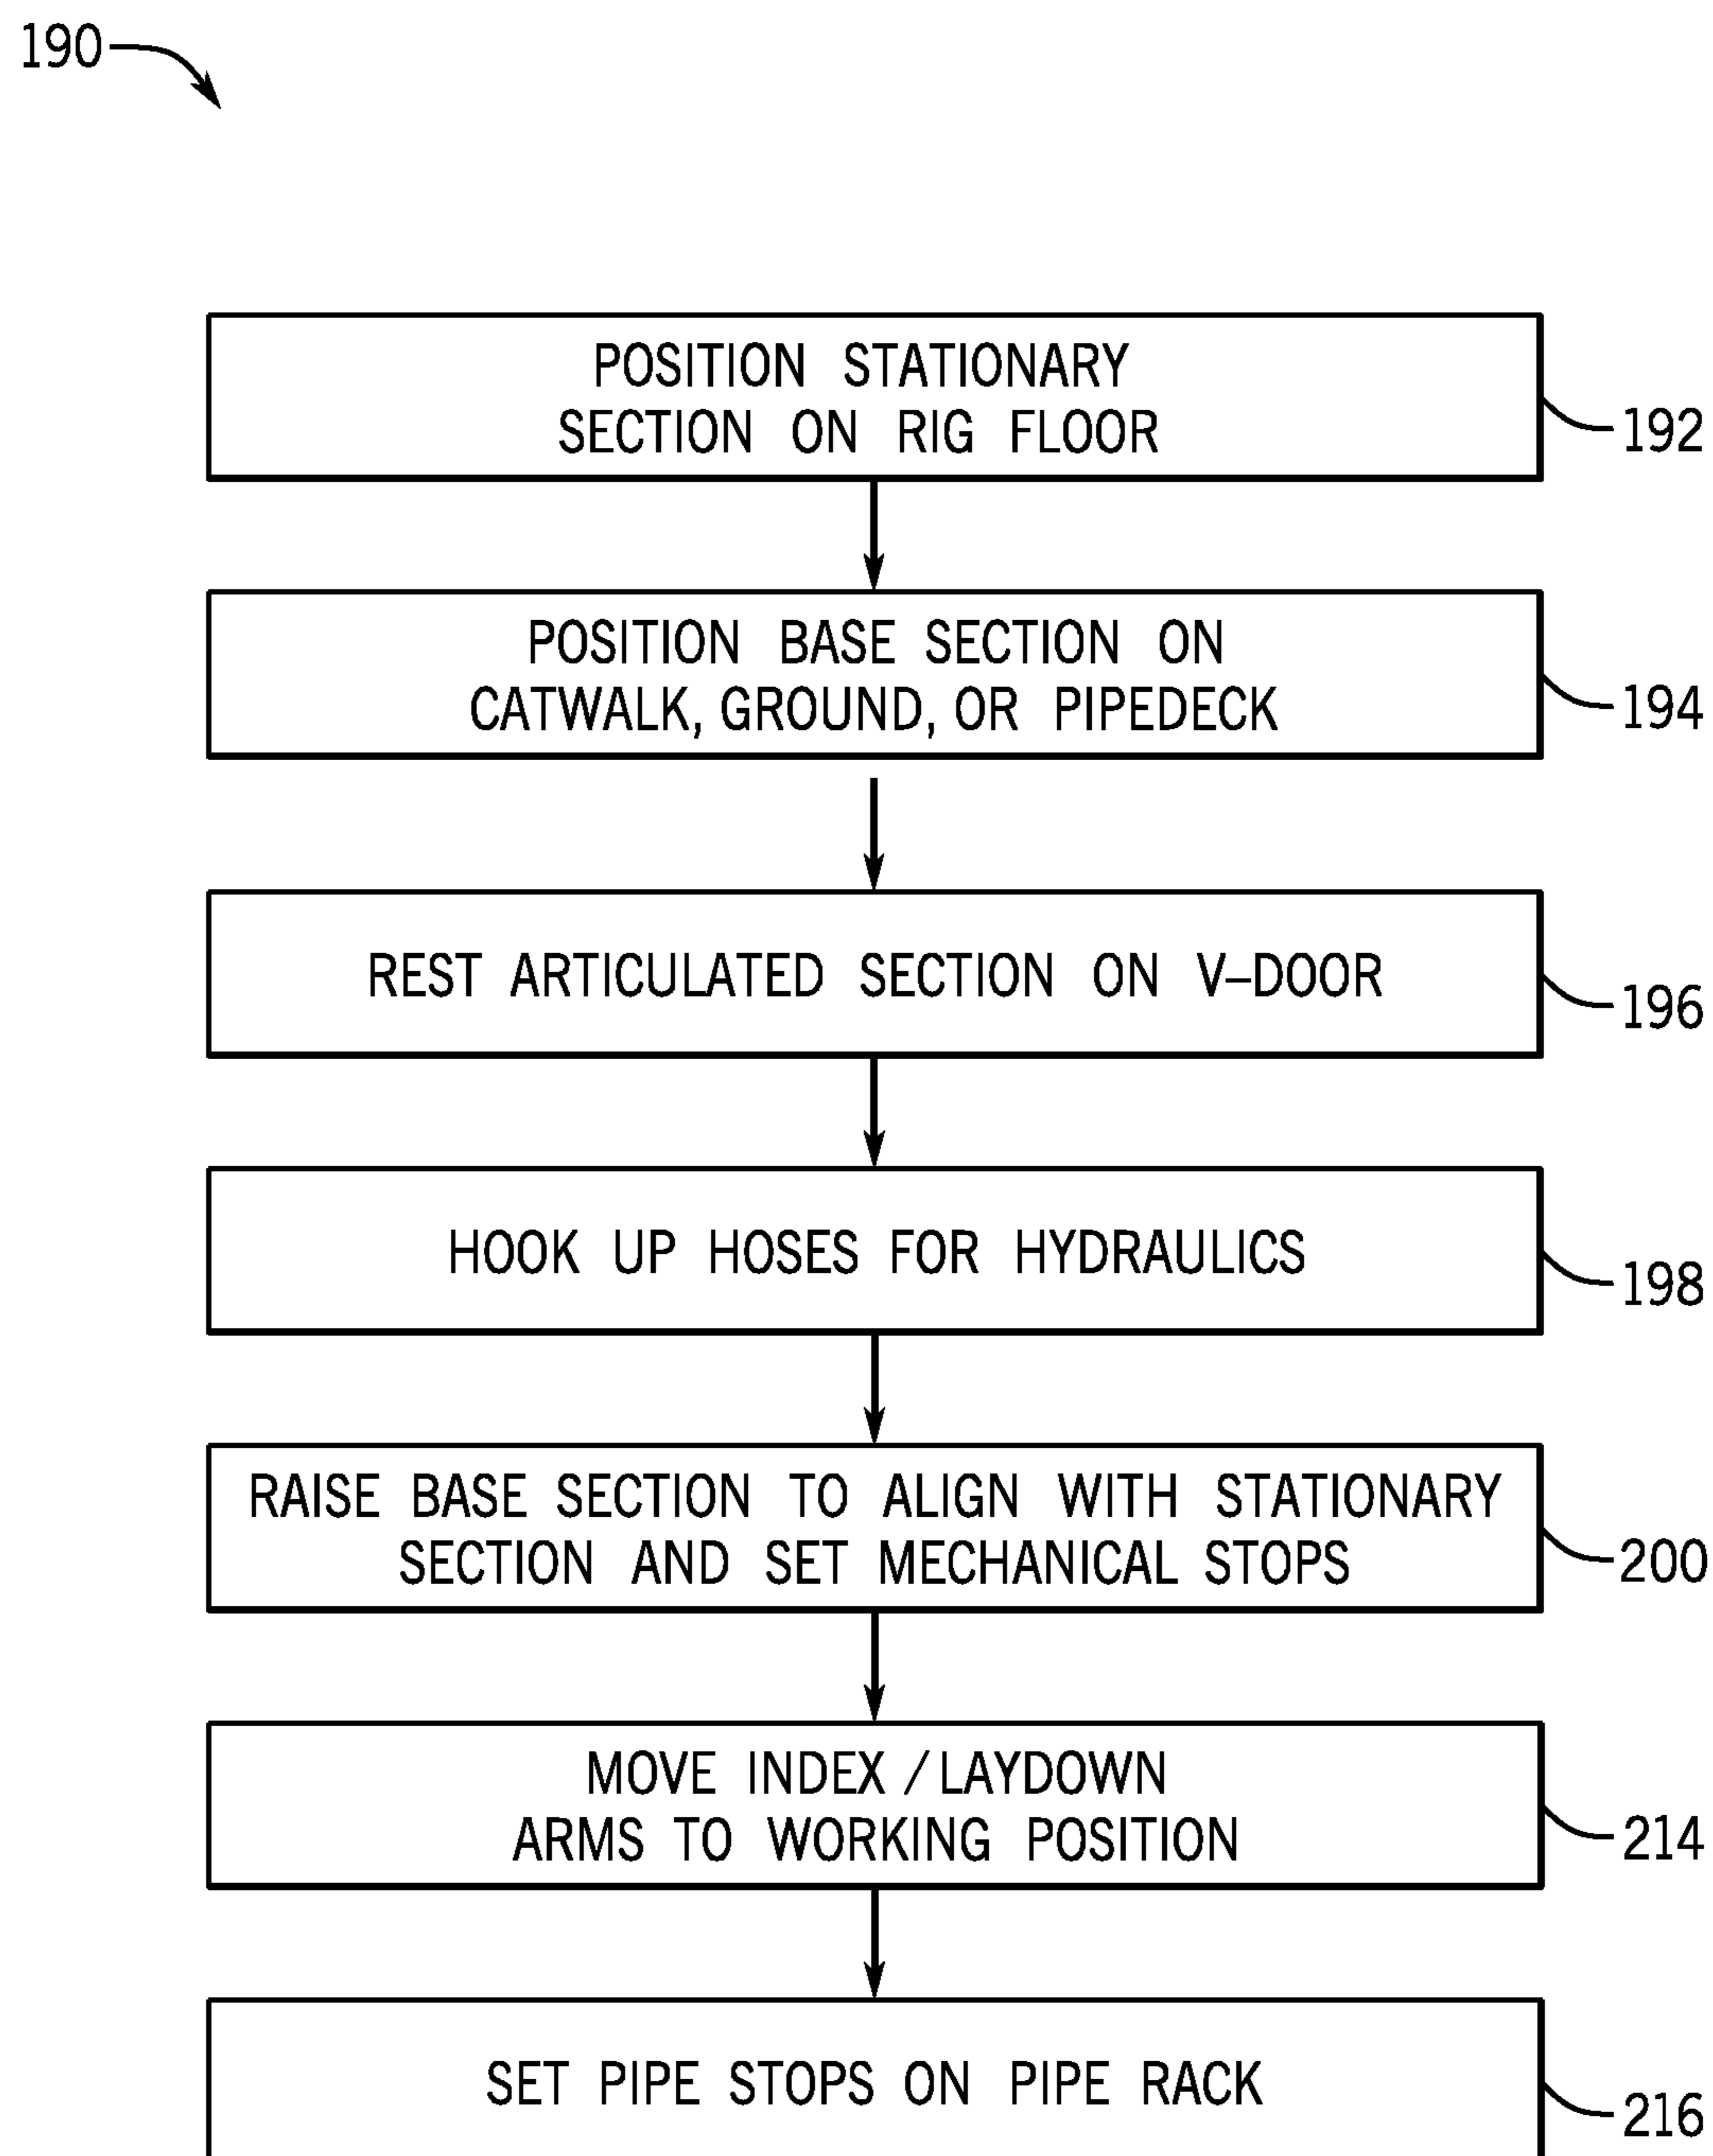 190
POSITION STATIONARY
SECTION ON RIG FLOOR
192
POSITION BASE SECTION ON
CATWALK, GROUND, OR PIPEDECK
194
REST ARTICULATED SECTION ON V–DOOR
196
HOOK UP HOSES FOR HYDRAULICS
198
RAISE BASE SECTION TO ALIGN WITH STATIONARY
SECTION AND SET MECHANICAL STOPS
200
MOVE INDEX / LAYDOWN
ARMS TO WORKING POSITION
214
SET PIPE STOPS ON PIPE RACK
216